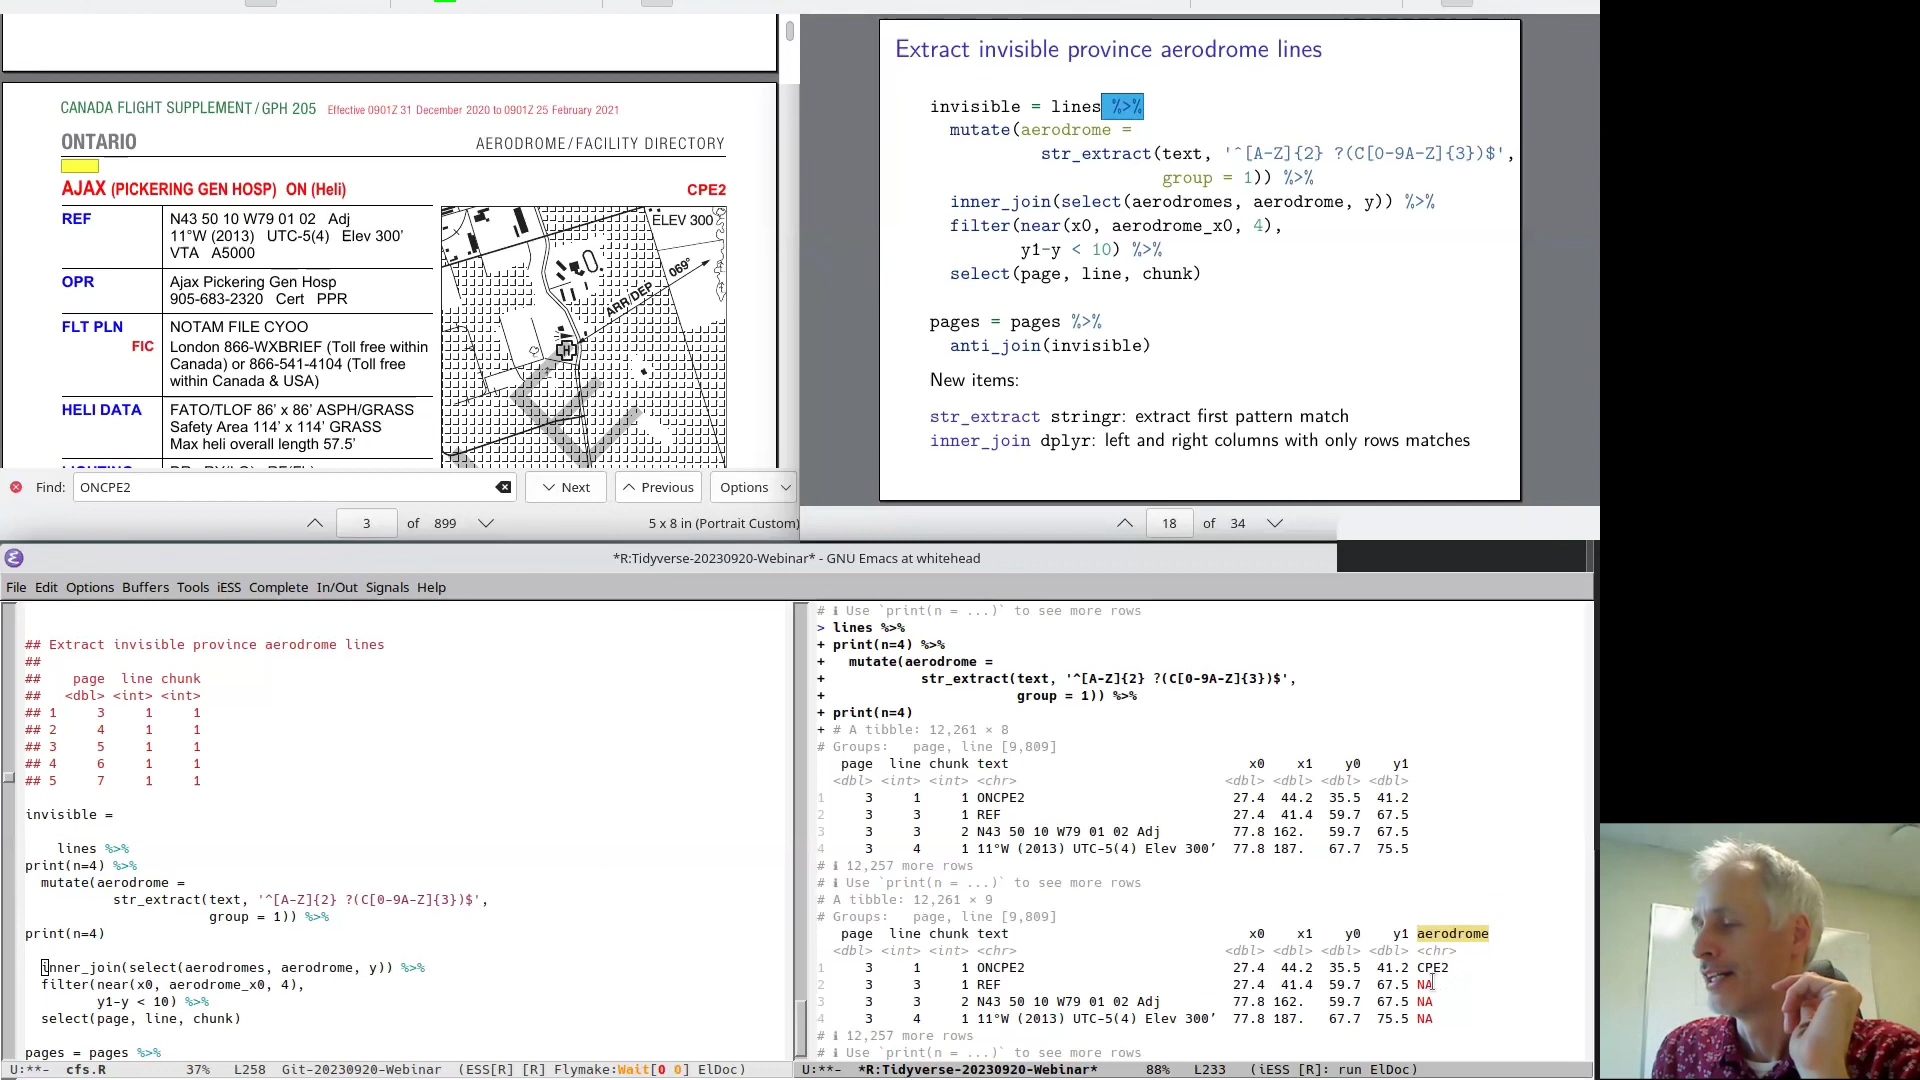 CANADA FLIGHT SUPPLEMENT / GPH 205 Effective 0901Z 31 December 2020 to 0901Z 25 February 2021
ONTARIO AERODROME / FACILITY DIRECTORY
AJAX (PICKERING GEN HOSP) ON (Heli) CPE2
REF N43 50 10 W79 01 02 Adj
11°W (2013) UTC-5(4) Elev 300'
VTA A5000
OPR Ajax Pickering Gen Hosp
905-683-2320 Cert PPR
FLT PLN NOTAM FILE CYOO
FIC London 866-WXBRIEF (Toll free within
Canada) or 866-541-4104 (Toll free
within Canada & USA)
HELI DATA FATO/TLOF 86' x 86' ASPH/GRASS
Safety Area 114' x 114' GRASS
Max heli overall length 57.5'
ELEV 300
069°
ARR/DEP
Find: ONCPE2 Next Previous Options
3 of 899 5 x 8 in (Portrait Custom)
Extract invisible province aerodrome lines
invisible = lines %>%
mutate(aerodrome =
str_extract(text, '^[A-Z]{2} ?(C[0-9A-Z]{3})$',
group = 1)) %>%
inner_join(select(aerodromes, aerodrome, y)) %>%
filter(near(x0, aerodrome_x0, 4),
y1-y < 10) %>%
select(page, line, chunk)
pages = pages %>%
anti_join(invisible)
New items:
str_extract stringr: extract first pattern match
inner_join dplyr: left and right columns with only rows matches
18 of 34
*R:Tidyverse-20230920-Webinar* - GNU Emacs at whitehead
File Edit Options Buffers Tools iESS Complete In/Out Signals Help
## Extract invisible province aerodrome lines
##
## page line chunk
## <dbl> <int> <int>
## 1 3 1 1
## 2 4 1 1
## 3 5 1 1
## 4 6 1 1
## 5 7 1 1
invisible =
lines %>%
print(n=4) %>%
mutate(aerodrome =
str_extract(text, '^[A-Z]{2} ?(C[0-9A-Z]{3})$',
group = 1)) %>%
print(n=4)
inner_join(select(aerodromes, aerodrome, y)) %>%
filter(near(x0, aerodrome_x0, 4),
y1-y < 10) %>%
select(page, line, chunk)
pages = pages %>%
U:**- cfs.R 37% L258 Git-20230920-Webinar (ESS[R] [R] Flymake:Wait[0 0] ElDoc)
# ℹ Use `print(n = ...)` to see more rows
> lines %>%
+ print(n=4) %>%
+ mutate(aerodrome =
+ str_extract(text, '^[A-Z]{2} ?(C[0-9A-Z]{3})$',
+ group = 1)) %>%
+ print(n=4)
+ # A tibble: 12,261 × 8
# Groups: page, line [9,809]
page line chunk text x0 x1 y0 y1
<dbl> <int> <int> <chr> <dbl> <dbl> <dbl> <dbl>
1 3 1 1 ONCPE2 27.4 44.2 35.5 41.2
2 3 3 1 REF 27.4 41.4 59.7 67.5
3 3 3 2 N43 50 10 W79 01 02 Adj 77.8 162. 59.7 67.5
4 3 4 1 11°W (2013) UTC-5(4) Elev 300’ 77.8 187. 67.7 75.5
# ℹ 12,257 more rows
# ℹ Use `print(n = ...)` to see more rows
# A tibble: 12,261 × 9
# Groups: page, line [9,809]
page line chunk text x0 x1 y0 y1 aerodrome
<dbl> <int> <int> <chr> <dbl> <dbl> <dbl> <dbl> <chr>
1 3 1 1 ONCPE2 27.4 44.2 35.5 41.2 CPE2
2 3 3 1 REF 27.4 41.4 59.7 67.5 NA
3 3 3 2 N43 50 10 W79 01 02 Adj 77.8 162. 59.7 67.5 NA
4 3 4 1 11°W (2013) UTC-5(4) Elev 300’ 77.8 187. 67.7 75.5 NA
# ℹ 12,257 more rows
# ℹ Use `print(n = ...)` to see more rows
U:**- *R:Tidyverse-20230920-Webinar* 88% L233 (iESS [R]: run ElDoc)